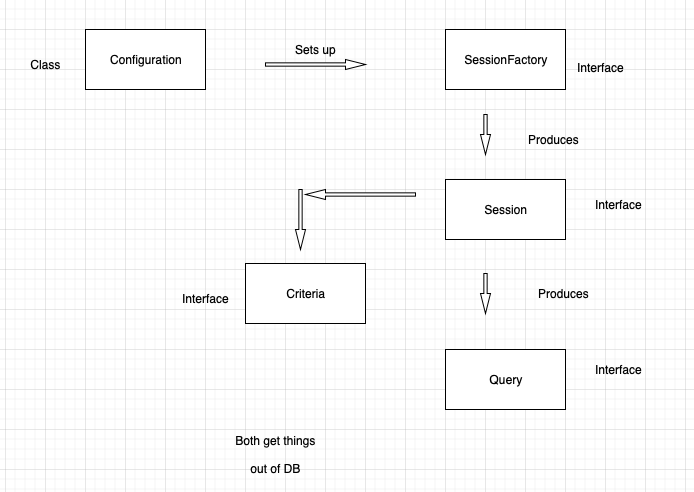 Class
Configuration
Sets up
SessionFactory
Interface
Produces
Session
Interface
Interface
Criteria
Produces
Query
Interface
Both get things
out of DB